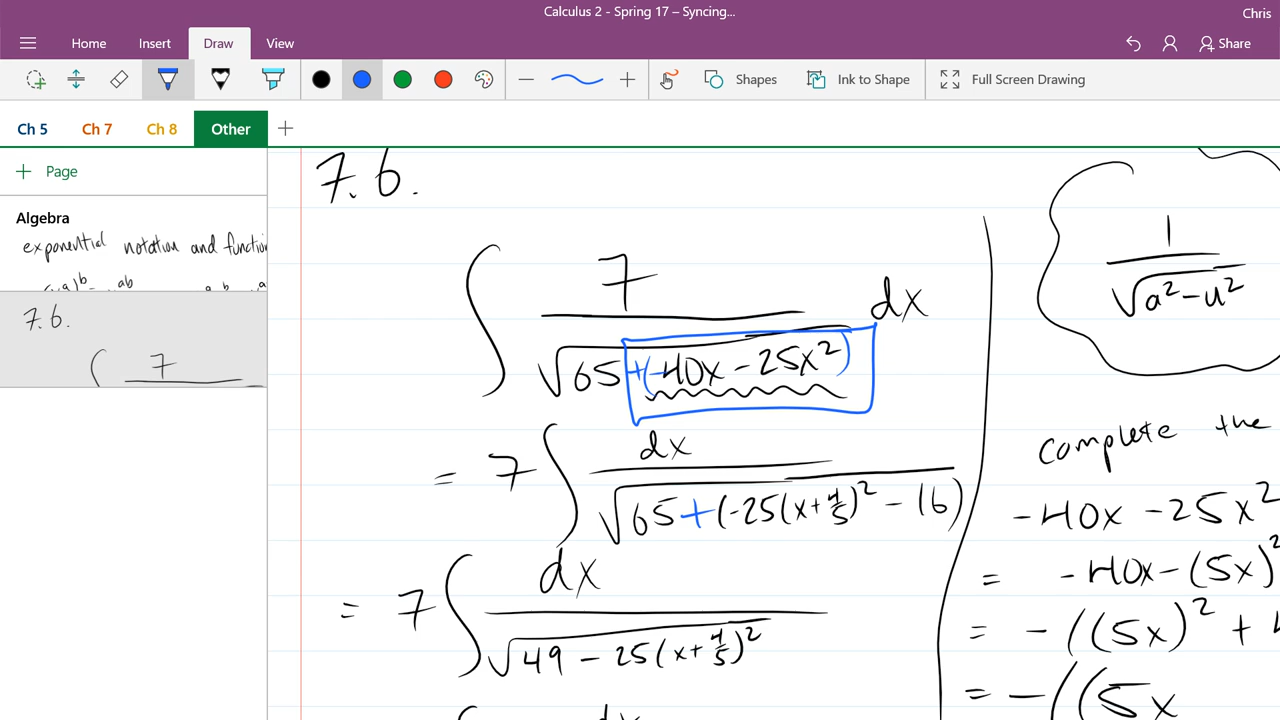 Calculus 2 - Spring 17 – Syncing...
Chris
Home Insert Draw View
Share
Shapes Ink to Shape Full Screen Drawing
Ch 5 Ch 7 Ch 8 Other
+ Page
Algebra
exponential notation and functio
7.6.
∫ 7
7.6.
∫ 7 / √(65 + (-40x - 25x²)) dx
= 7 ∫ dx / √(65 + (-25(x + 4/5)² - 16)
= 7 ∫ dx / √(49 - 25(x + 4/5)²)
dx
1 / √(a² - u²)
Complete the
-40x - 25x²
= -40x - (5x)²
= -((5x)² +
= -((5x